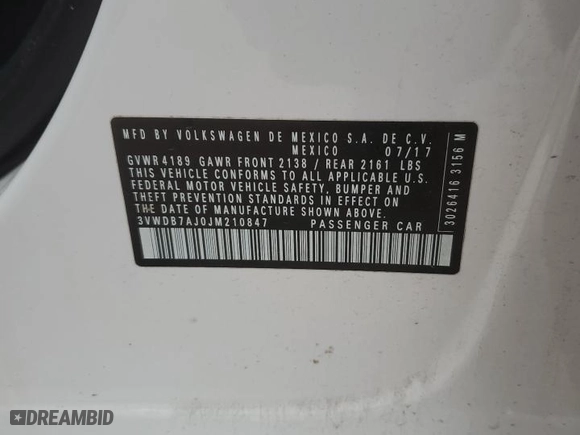 MFD BY VOLKSWAGEN DE MEXICO S.A. DE C.V.
MEXICO 07/17
GVWR 4189 GAWR FRONT 2138 / REAR 2161 LBS
THIS VEHICLE CONFORMS TO ALL APPLICABLE U.S.
FEDERAL MOTOR VEHICLE SAFETY, BUMPER AND
THEFT PREVENTION STANDARDS IN EFFECT ON
THE DATE OF MANUFACTURE SHOWN ABOVE.
3VWDB7AJ0JM210847 PASSENGER CAR
3026416 3156 M
DREAMBID